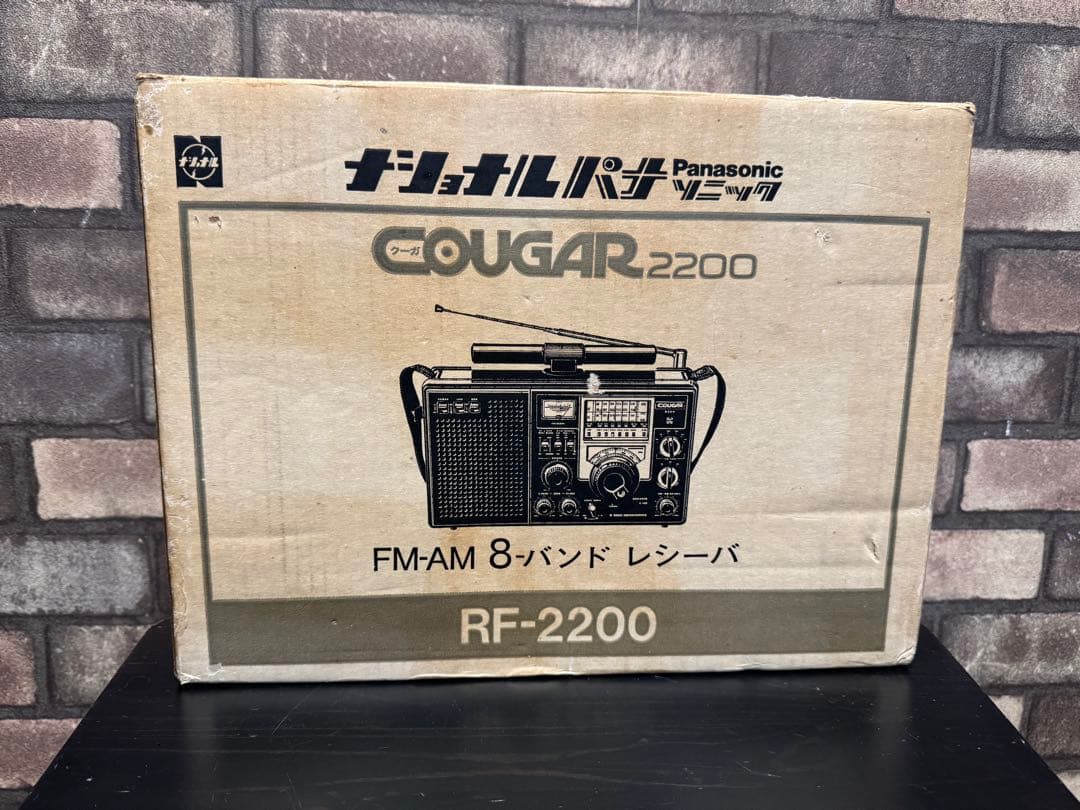 ナショナル
ナショナルパナソニック
Panasonic
クーガ
COUGAR 2200
COUGAR
FM-AM 8-バンド レシーバ
RF-2200